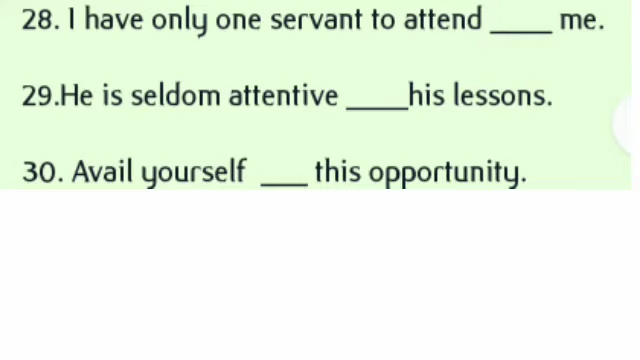 28. I have only one servant to attend ____ me.
29.He is seldom attentive ____his lessons.
30. Avail yourself ___ this opportunity.